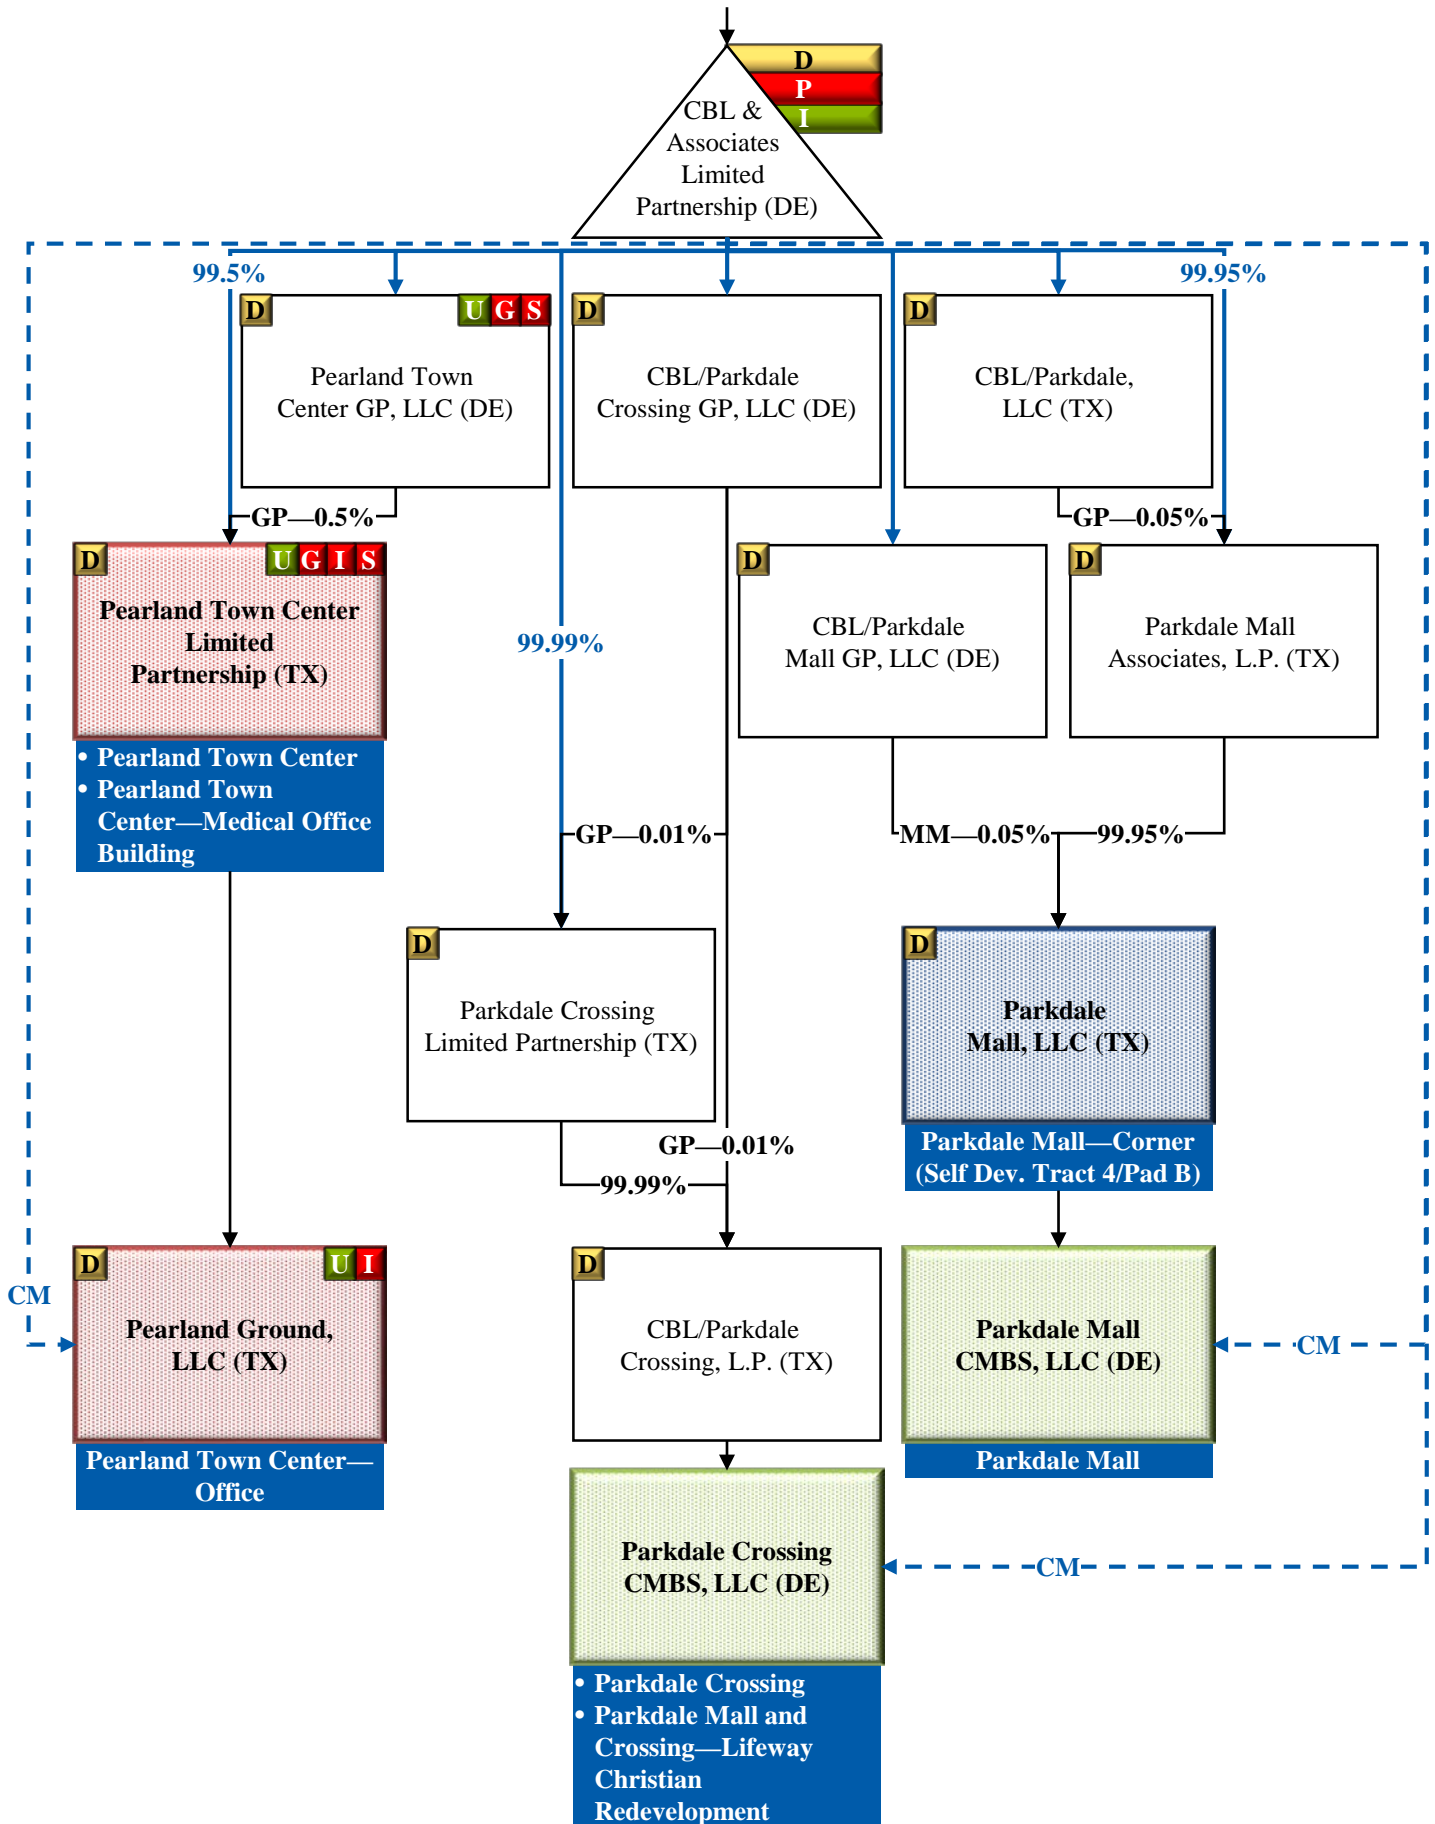 D
P
I
CBL &
Associates
Limited
Partnership (DE)
99.5%
99.95%
D
U G S
Pearland Town
Center GP, LLC (DE)
D
CBL/Parkdale
Crossing GP, LLC (DE)
D
CBL/Parkdale,
LLC (TX)
GP—0.5%
GP—0.05%
D
U G I S
Pearland Town Center
Limited
Partnership (TX)
• Pearland Town Center
• Pearland Town
Center—Medical Office
Building
99.99%
D
CBL/Parkdale
Mall GP, LLC (DE)
D
Parkdale Mall
Associates, L.P. (TX)
GP—0.01%
MM—0.05%
99.95%
D
Parkdale Crossing
Limited Partnership (TX)
D
Parkdale
Mall, LLC (TX)
Parkdale Mall—Corner
(Self Dev. Tract 4/Pad B)
GP—0.01%
99.99%
CM
D
U I
Pearland Ground,
LLC (TX)
Pearland Town Center—
Office
D
CBL/Parkdale
Crossing, L.P. (TX)
Parkdale Mall
CMBS, LLC (DE)
Parkdale Mall
CM
Parkdale Crossing
CMBS, LLC (DE)
CM
• Parkdale Crossing
• Parkdale Mall and
Crossing—Lifeway
Christian
Redevelopment